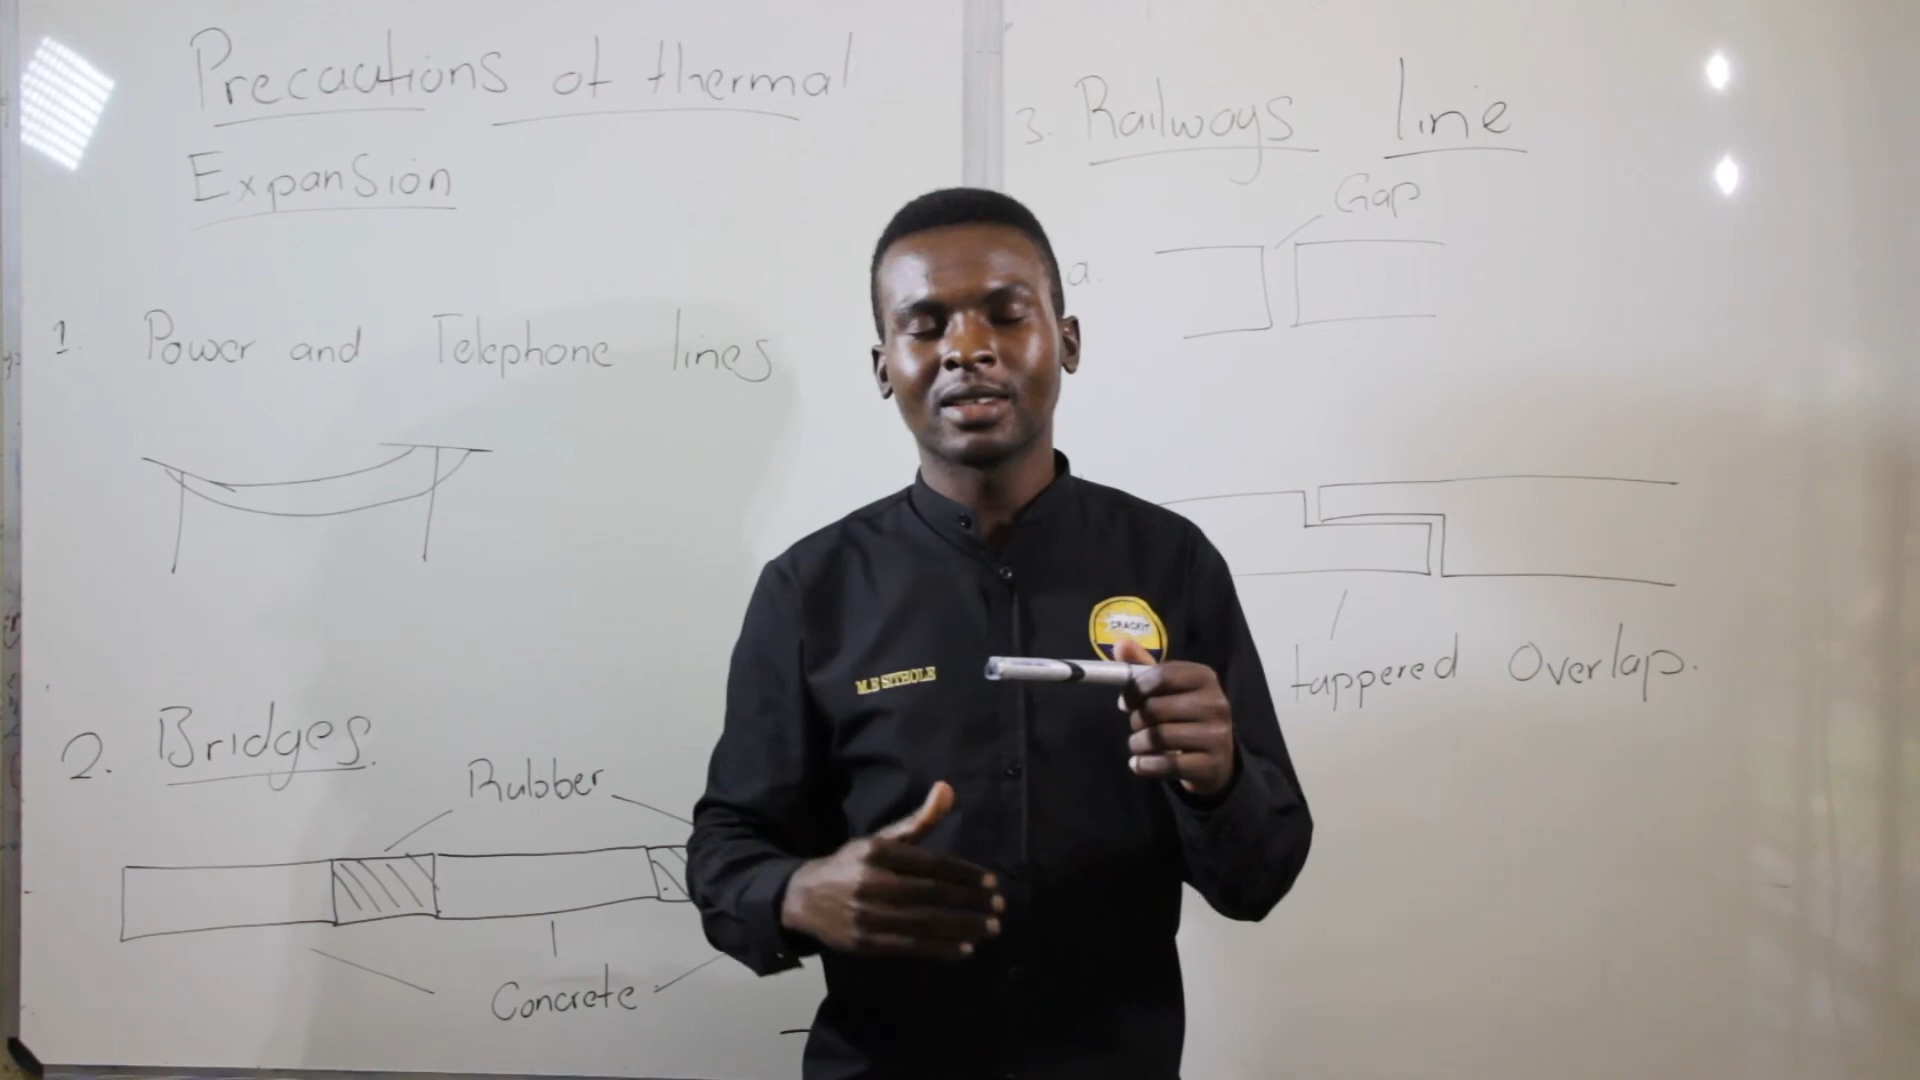 Precautions of thermal
Expansion
1. Power and Telephone lines
2. Bridges.
Rubber
Concrete
3. Railways line
Gap
a.
tappered Overlap.
M.E SITHOLE
CRACKIT